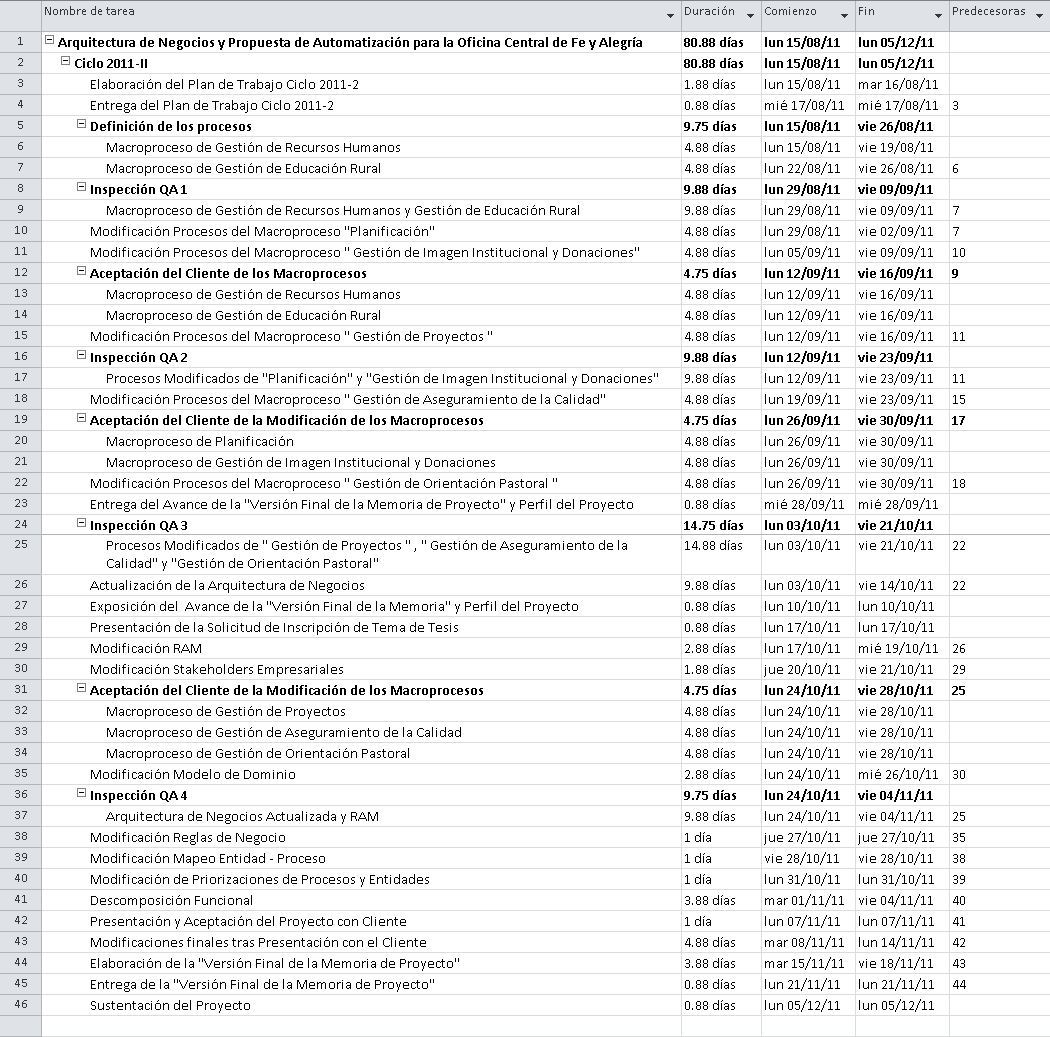 Nombre de tarea Duración Comienzo Fin Predecesoras
1 Arquitectura de Negocios y Propuesta de Automatización para la Oficina Central de Fe y Alegría 80.88 días lun 15/08/11 lun 05/12/11
2 Ciclo 2011-II 80.88 días lun 15/08/11 lun 05/12/11
3 Elaboración del Plan de Trabajo Ciclo 2011-2 1.88 días lun 15/08/11 mar 16/08/11
4 Entrega del Plan de Trabajo Ciclo 2011-2 0.88 días mié 17/08/11 mié 17/08/11 3
5 Definición de los procesos 9.75 días lun 15/08/11 vie 26/08/11
6 Macroproceso de Gestión de Recursos Humanos 4.88 días lun 15/08/11 vie 19/08/11
7 Macroproceso de Gestión de Educación Rural 4.88 días lun 22/08/11 vie 26/08/11 6
8 Inspección QA 1 9.88 días lun 29/08/11 vie 09/09/11
9 Macroproceso de Gestión de Recursos Humanos y Gestión de Educación Rural 9.88 días lun 29/08/11 vie 09/09/11 7
10 Modificación Procesos del Macroproceso "Planificación" 4.88 días lun 29/08/11 vie 02/09/11 7
11 Modificación Procesos del Macroproceso " Gestión de Imagen Institucional y Donaciones" 4.88 días lun 05/09/11 vie 09/09/11 10
12 Aceptación del Cliente de los Macroprocesos 4.75 días lun 12/09/11 vie 16/09/11 9
13 Macroproceso de Gestión de Recursos Humanos 4.88 días lun 12/09/11 vie 16/09/11
14 Macroproceso de Gestión de Educación Rural 4.88 días lun 12/09/11 vie 16/09/11
15 Modificación Procesos del Macroproceso " Gestión de Proyectos " 4.88 días lun 12/09/11 vie 16/09/11 11
16 Inspección QA 2 9.88 días lun 12/09/11 vie 23/09/11
17 Procesos Modificados de "Planificación" y "Gestión de Imagen Institucional y Donaciones" 9.88 días lun 12/09/11 vie 23/09/11 11
18 Modificación Procesos del Macroproceso " Gestión de Aseguramiento de la Calidad" 4.88 días lun 19/09/11 vie 23/09/11 15
19 Aceptación del Cliente de la Modificación de los Macroprocesos 4.75 días lun 26/09/11 vie 30/09/11 17
20 Macroproceso de Planificación 4.88 días lun 26/09/11 vie 30/09/11
21 Macroproceso de Gestión de Imagen Institucional y Donaciones 4.88 días lun 26/09/11 vie 30/09/11
22 Modificación Procesos del Macroproceso " Gestión de Orientación Pastoral " 4.88 días lun 26/09/11 vie 30/09/11 18
23 Entrega del Avance de la "Versión Final de la Memoria de Proyecto" y Perfil del Proyecto 0.88 días mié 28/09/11 mié 28/09/11
24 Inspección QA 3 14.75 días lun 03/10/11 vie 21/10/11
25 Procesos Modificados de " Gestión de Proyectos " , " Gestión de Aseguramiento de la 14.88 días lun 03/10/11 vie 21/10/11 22
Calidad" y "Gestión de Orientación Pastoral"
26 Actualización de la Arquitectura de Negocios 9.88 días lun 03/10/11 vie 14/10/11 22
27 Exposición del Avance de la "Versión Final de la Memoria" y Perfil del Proyecto 0.88 días lun 10/10/11 lun 10/10/11
28 Presentación de la Solicitud de Inscripción de Tema de Tesis 0.88 días lun 17/10/11 lun 17/10/11
29 Modificación RAM 2.88 días lun 17/10/11 mié 19/10/11 26
30 Modificación Stakeholders Empresariales 1.88 días jue 20/10/11 vie 21/10/11 29
31 Aceptación del Cliente de la Modificación de los Macroprocesos 4.75 días lun 24/10/11 vie 28/10/11 25
32 Macroproceso de Gestión de Proyectos 4.88 días lun 24/10/11 vie 28/10/11
33 Macroproceso de Gestión de Aseguramiento de la Calidad 4.88 días lun 24/10/11 vie 28/10/11
34 Macroproceso de Gestión de Orientación Pastoral 4.88 días lun 24/10/11 vie 28/10/11
35 Modificación Modelo de Dominio 2.88 días lun 24/10/11 mié 26/10/11 30
36 Inspección QA 4 9.75 días lun 24/10/11 vie 04/11/11
37 Arquitectura de Negocios Actualizada y RAM 9.88 días lun 24/10/11 vie 04/11/11 25
38 Modificación Reglas de Negocio 1 día jue 27/10/11 jue 27/10/11 35
39 Modificación Mapeo Entidad - Proceso 1 día vie 28/10/11 vie 28/10/11 38
40 Modificación de Priorizaciones de Procesos y Entidades 1 día lun 31/10/11 lun 31/10/11 39
41 Descomposición Funcional 3.88 días mar 01/11/11 vie 04/11/11 40
42 Presentación y Aceptación del Proyecto con Cliente 1 día lun 07/11/11 lun 07/11/11 41
43 Modificaciones finales tras Presentación con el Cliente 4.88 días mar 08/11/11 lun 14/11/11 42
44 Elaboración de la "Versión Final de la Memoria de Proyecto" 3.88 días mar 15/11/11 vie 18/11/11 43
45 Entrega de la "Versión Final de la Memoria de Proyecto" 0.88 días lun 21/11/11 lun 21/11/11 44
46 Sustentación del Proyecto 0.88 días lun 05/12/11 lun 05/12/11